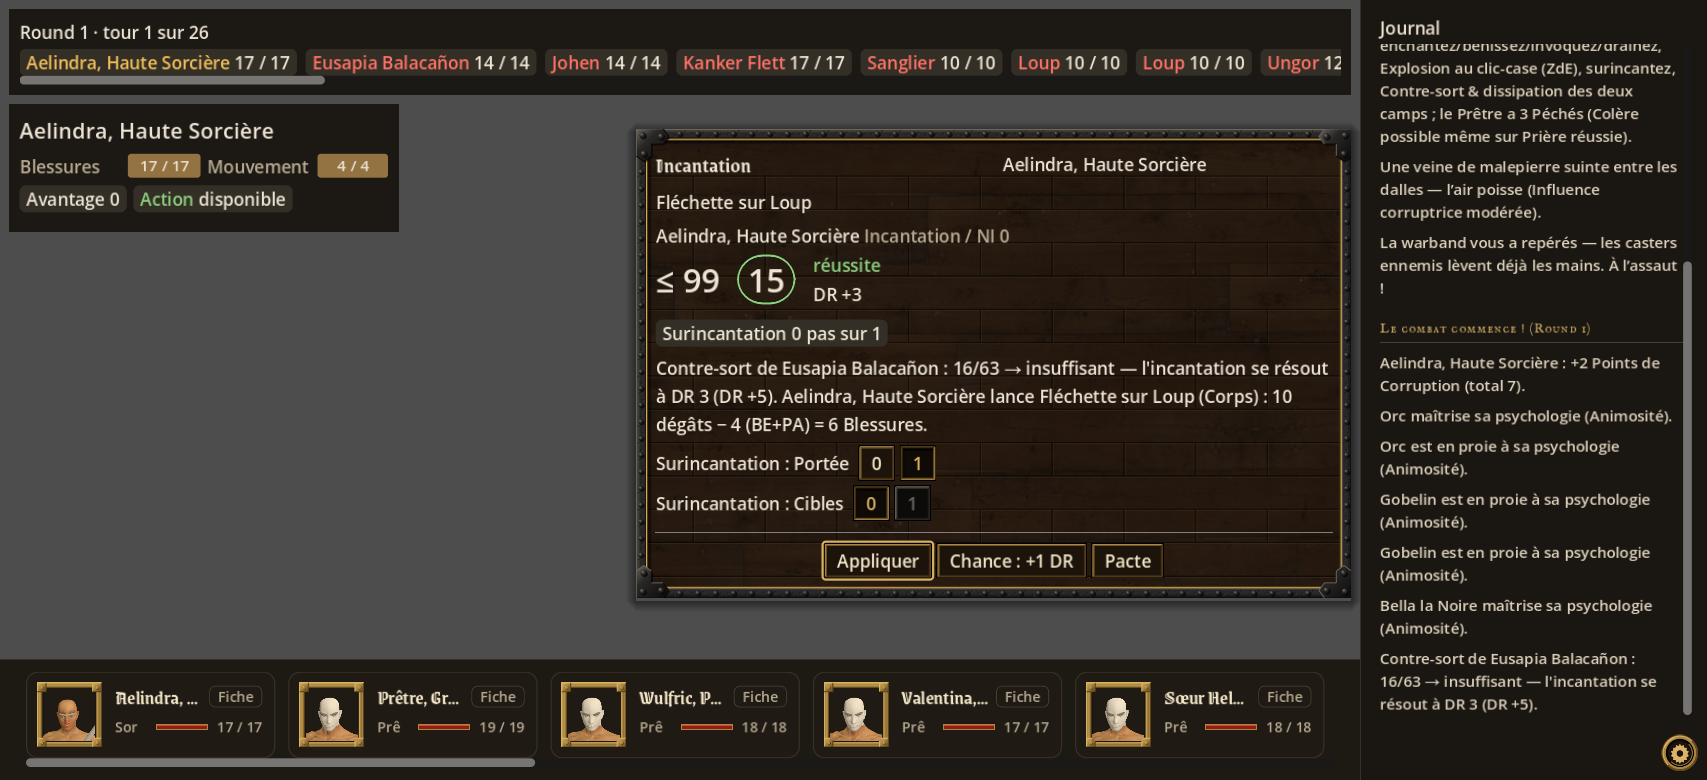 Round 1 · tour 1 sur 26
Aelindra, Haute Sorcière 17 / 17
Eusapia Balacañon 14 / 14
Johen 14 / 14
Kanker Flett 17 / 17
Sanglier 10 / 10
Loup 10 / 10
Loup 10 / 10
Ungor 12
Aelindra, Haute Sorcière
Blessures 17 / 17 Mouvement 4 / 4
Avantage 0 Action disponible
Incantation Aelindra, Haute Sorcière
Fléchette sur Loup
Aelindra, Haute Sorcière Incantation / NI 0
≤ 99 15 réussite
DR +3
Surincantation 0 pas sur 1
Contre-sort de Eusapia Balacañon : 16/63 → insuffisant — l'incantation se résout
à DR 3 (DR +5). Aelindra, Haute Sorcière lance Fléchette sur Loup (Corps) : 10
dégâts − 4 (BE+PA) = 6 Blessures.
Surincantation : Portée 0 1
Surincantation : Cibles 0 1
Appliquer Chance : +1 DR Pacte
Aelindra, ... Fiche
Sor 17 / 17
Prêtre, Gr... Fiche
Prê 19 / 19
Wulfric, P... Fiche
Prê 18 / 18
Valentina,... Fiche
Prê 17 / 17
Sœur Hel... Fiche
Prê 18 / 18
Journal
enchantez/bénissez/invoquez/drainez,
Explosion au clic-case (ZdE), surincantez,
Contre-sort & dissipation des deux
camps ; le Prêtre a 3 Péchés (Colère
possible même sur Prière réussie).
Une veine de malepierre suinte entre les
dalles — l’air poisse (Influence
corruptrice modérée).
La warband vous a repérés — les casters
ennemis lèvent déjà les mains. À l’assaut
!
Le combat commence ! (Round 1)
Aelindra, Haute Sorcière : +2 Points de
Corruption (total 7).
Orc maîtrise sa psychologie (Animosité).
Orc est en proie à sa psychologie
(Animosité).
Gobelin est en proie à sa psychologie
(Animosité).
Gobelin est en proie à sa psychologie
(Animosité).
Bella la Noire maîtrise sa psychologie
(Animosité).
Contre-sort de Eusapia Balacañon :
16/63 → insuffisant — l'incantation se
résout à DR 3 (DR +5).